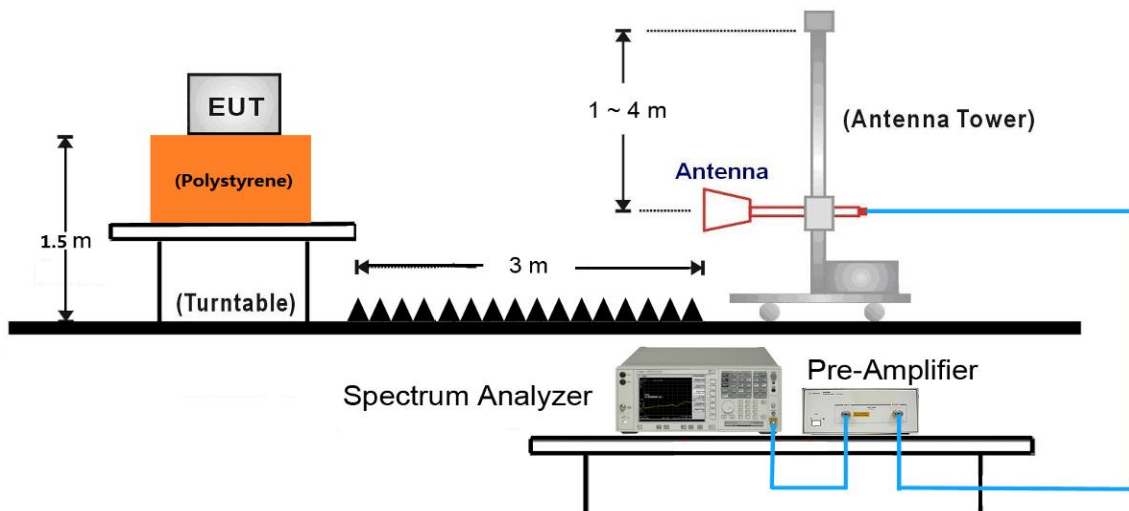 EUT
(Polystyrene)
1.5 m
(Turntable)
3 m
1 ~ 4 m
Antenna
(Antenna Tower)
Spectrum Analyzer
Pre-Amplifier